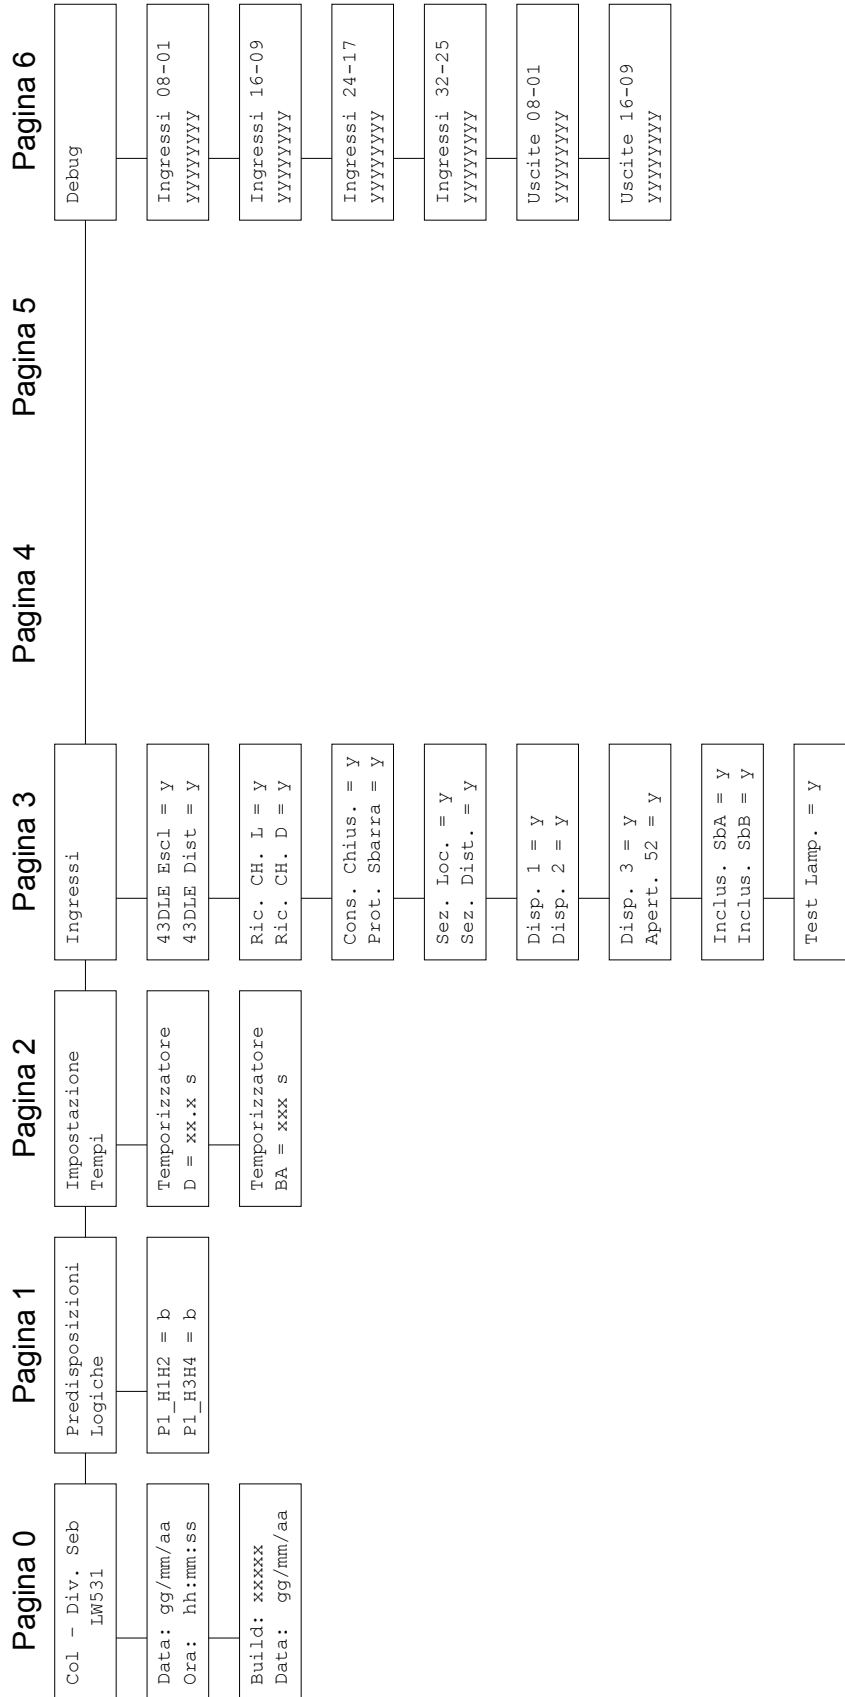 Pagina 0
Col - Div. Seb
LW531
Data: gg/mm/aa
Ora: hh:mm:ss
Build: xxxxx
Data: gg/mm/aa
Pagina 1
Predisposizioni
Logiche
P1_H1H2 = b
P1_H3H4 = b
Pagina 2
Impostazione
Tempi
Temporizzatore
D = xx.x s
Temporizzatore
BA = xxx s
Pagina 3
Ingressi
43DLE Escl = y
43DLE Dist = y
Ric. CH. L = y
Ric. CH. D = y
Cons. Chius. = y
Prot. Sbarra = y
Sez. Loc. = y
Sez. Dist. = y
Disp. 1 = y
Disp. 2 = y
Disp. 3 = y
Apert. 52 = y
Inclus. SbA = y
Inclus. SbB = y
Test Lamp. = y
Pagina 4
Pagina 5
Pagina 6
Debug
Ingressi 08-01
yyyyyyyy
Ingressi 16-09
yyyyyyyy
Ingressi 24-17
yyyyyyyy
Ingressi 32-25
yyyyyyyy
Uscite 08-01
yyyyyyyy
Uscite 16-09
yyyyyyyy